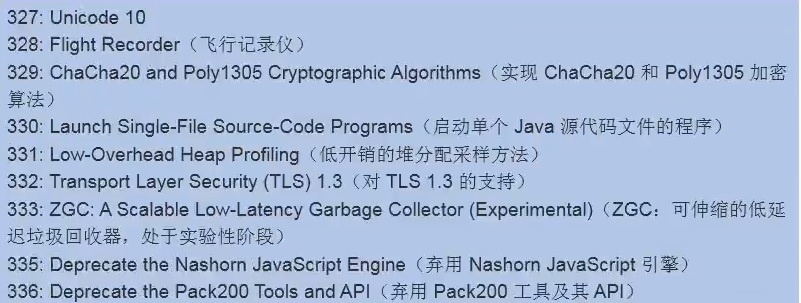 327: Unicode 10
328: Flight Recorder（飞行记录仪）
329: ChaCha20 and Poly1305 Cryptographic Algorithms（实现 ChaCha20 和 Poly1305 加密
算法）
330: Launch Single-File Source-Code Programs（启动单个 Java 源代码文件的程序）
331: Low-Overhead Heap Profiling（低开销的堆分配采样方法）
332: Transport Layer Security (TLS) 1.3（对 TLS 1.3 的支持）
333: ZGC: A Scalable Low-Latency Garbage Collector (Experimental)（ZGC：可伸缩的低延
迟垃圾回收器，处于实验性阶段）
335: Deprecate the Nashorn JavaScript Engine（弃用 Nashorn JavaScript 引擎）
336: Deprecate the Pack200 Tools and API（弃用 Pack200 工具及其 API）